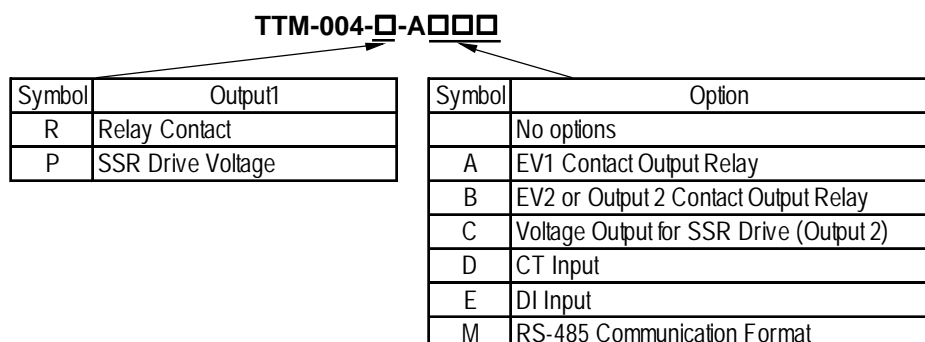 TTM-004-□-A□□□
Symbol Output1
R Relay Contact
P SSR Drive Voltage
Symbol Option
No options
A EV1 Contact Output Relay
B EV2 or Output 2 Contact Output Relay
C Voltage Output for SSR Drive (Output 2)
D CT Input
E DI Input
M RS-485 Communication Format